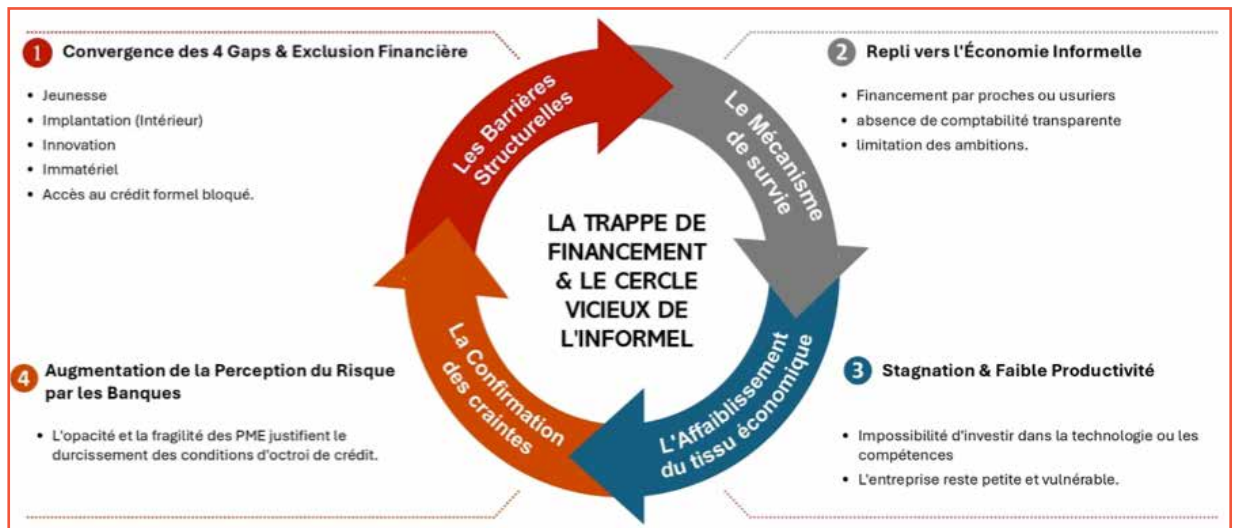 1 Convergence des 4 Gaps & Exclusion Financière
• Jeunesse
• Implantation (Intérieur)
• Innovation
• Immatériel
• Accès au crédit formel bloqué.
2 Repli vers l'Économie Informelle
• Financement par proches ou usuriers
• absence de comptabilité transparente
• limitation des ambitions.
Les Barrières
Structurelles
Le Mécanisme
de survie
LA TRAPPE DE
FINANCEMENT
& LE CERCLE
VICIEUX DE
L'INFORMEL
L'Affaiblissement
du tissu économique
La Confirmation
des craintes
3 Stagnation & Faible Productivité
• Impossibilité d'investir dans la technologie ou les
compétences
• L'entreprise reste petite et vulnérable.
4 Augmentation de la Perception du Risque
par les Banques
• L'opacité et la fragilité des PME justifient le
durcissement des conditions d'octroi de crédit.